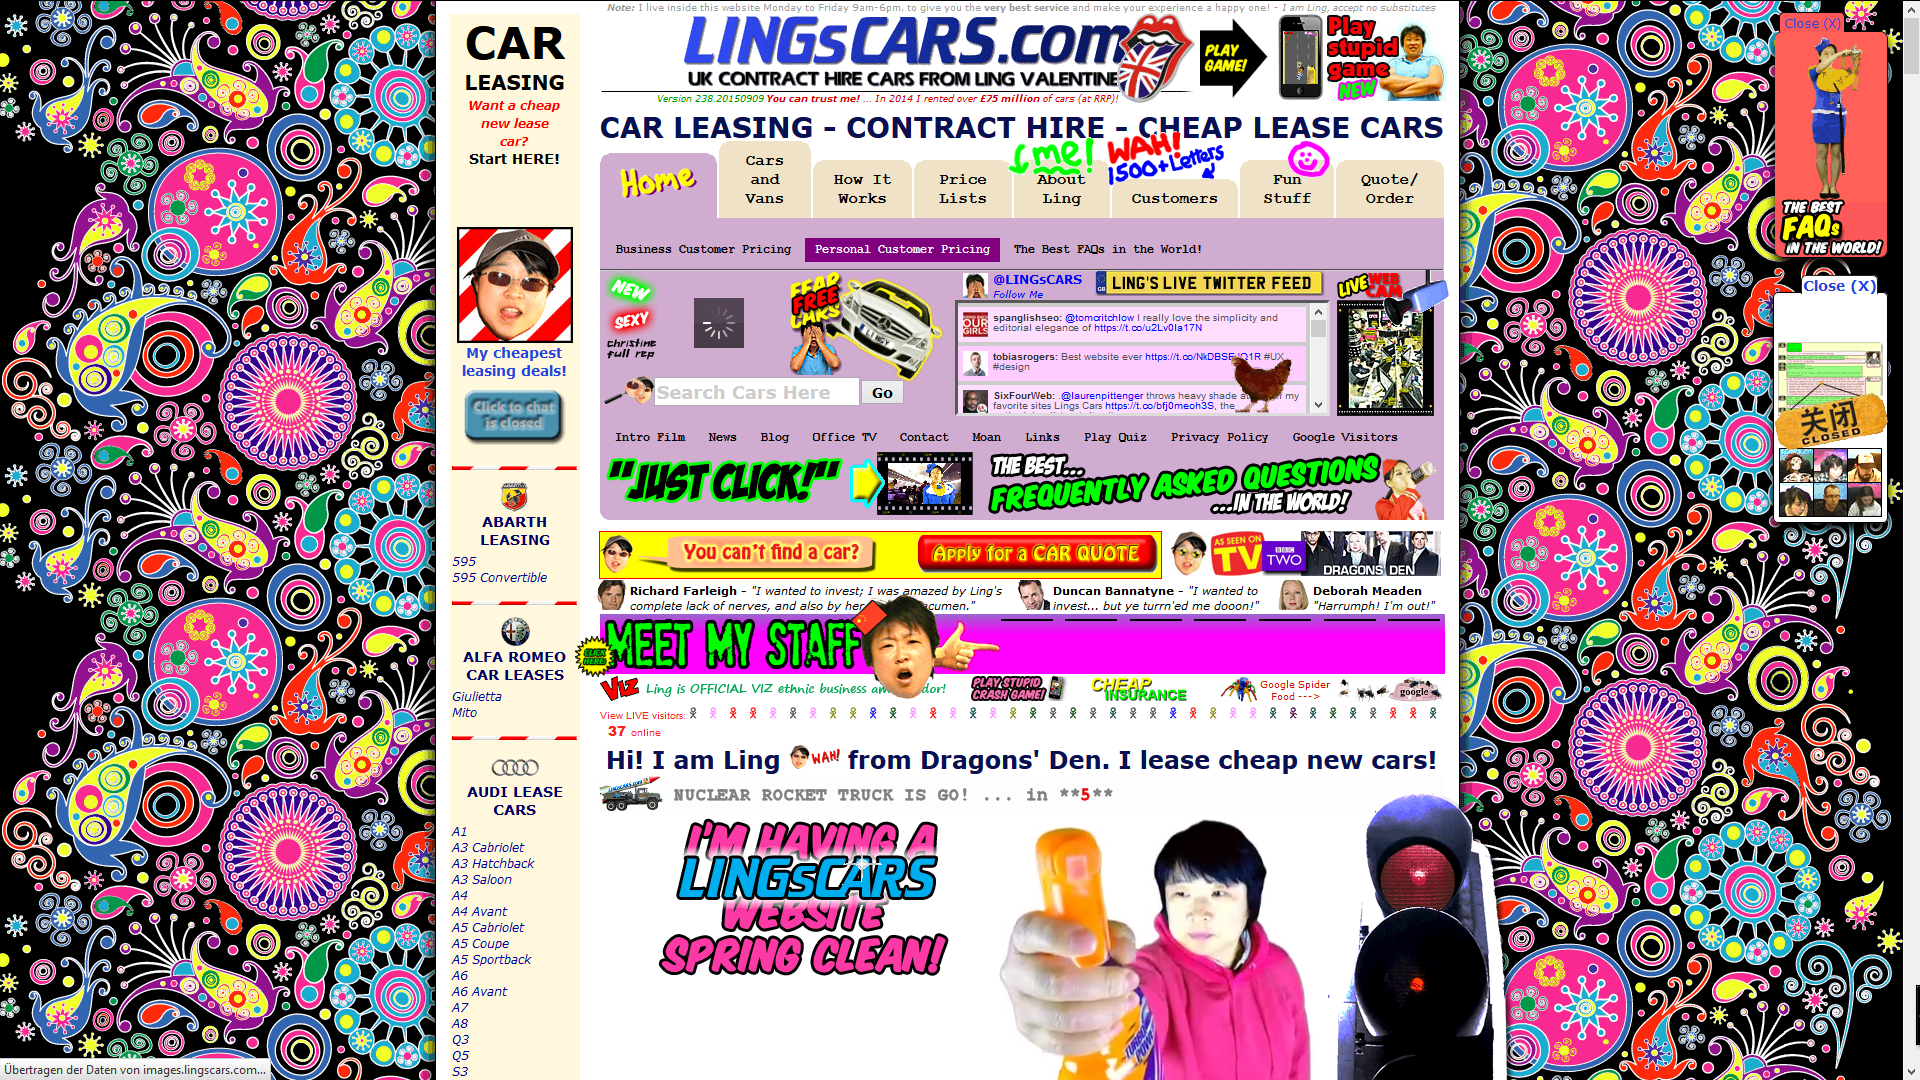 Note: I live inside this website Monday to Friday 9am-6pm, to give you the very best service and make your experience a happy one! - I am Ling, accept no substitutes
LINGsCARS.com
UK CONTRACT HIRE CARS FROM LING VALENTINE
PLAY GAME!
Play stupid game NEW
Version 238.20150909 You can trust me! ... In 2014 I rented over £75 million of cars (at RRP)!
CAR LEASING - CONTRACT HIRE - CHEAP LEASE CARS
me!
WAH!
1500+Letters
Home
Cars and Vans
How It Works
Price Lists
About Ling
Customers
Fun Stuff
Quote/ Order
Business Customer Pricing
Personal Customer Pricing
The Best FAQs in the World!
NEW
SEXY
christine
full rep
FREE
@LINGsCARS
Follow Me
GB
LING'S LIVE TWITTER FEED
LIVE WEB CAM
spanglishseo: @tomcritchlow I really love the simplicity and
editorial elegance of https://t.co/u2Lv0Ia17N
tobiasrogers: Best website ever
#design
SixFourWeb: .@laurenpittenger throws heavy shade
favorite sites Lings Cars https://t.co/bfj0meoh3S, the
BRING BACK OUR GIRLS
LINGY
Search Cars Here
Go
Intro Film
News
Blog
Office TV
Contact
Moan
Links
Play Quiz
Privacy Policy
Google Visitors
"JUST CLICK!"
THE BEST...
FREQUENTLY ASKED QUESTIONS
...IN THE WORLD!
You can't find a car?
Apply for a CAR QUOTE
AS SEEN ON TV
BBC TWO
DRAGONS DEN
Richard Farleigh - "I wanted to invest; I was amazed by Ling's
complete lack of nerves, and also by her
Duncan Bannatyne - "I wanted to
invest... but ye turrn'ed me dooon!"
Deborah Meaden
"Harrumph! I'm out!"
CLICK HERE!
MEET MY STAFF
VIZ
Ling is OFFICIAL VIZ ethnic business
PLAY STUPID
CRASH GAME!
CHEAP
INSURANCE
Google Spider
Food --->
google
View LIVE visitors:
37 online
Hi! I am Ling WAH! from Dragons' Den. I lease cheap new cars!
NUCLEAR ROCKET TRUCK IS GO! ... in **5**
I'M HAVING A
LINGsCARS
WEBSITE
SPRING CLEAN!
CAR
LEASING
Want a cheap
new lease
car?
Start HERE!
My cheapest
leasing deals!
Click to chat
is closed
ABARTH
LEASING
595
595 Convertible
ALFA ROMEO
CAR LEASES
Giulietta
Mito
AUDI LEASE
CARS
A1
A3 Cabriolet
A3 Hatchback
A3 Saloon
A4
A4 Avant
A5 Cabriolet
A5 Coupe
A5 Sportback
A6
A6 Avant
A7
A8
Q3
Q5
S3
Close (X)
THE BEST
FAQs
IN THE WORLD!
Close (X)
关闭
CLOSED
Übertragen der Daten von images.lingscars.com...